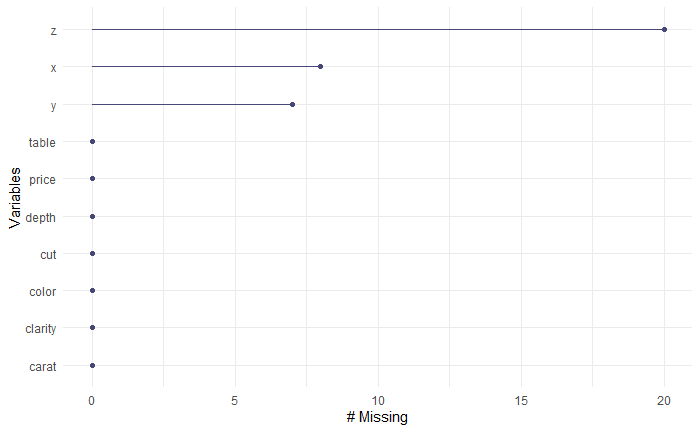 z
x
y
table
price
depth
cut
color
clarity
carat
Variables
0 5 10 15 20
# Missing